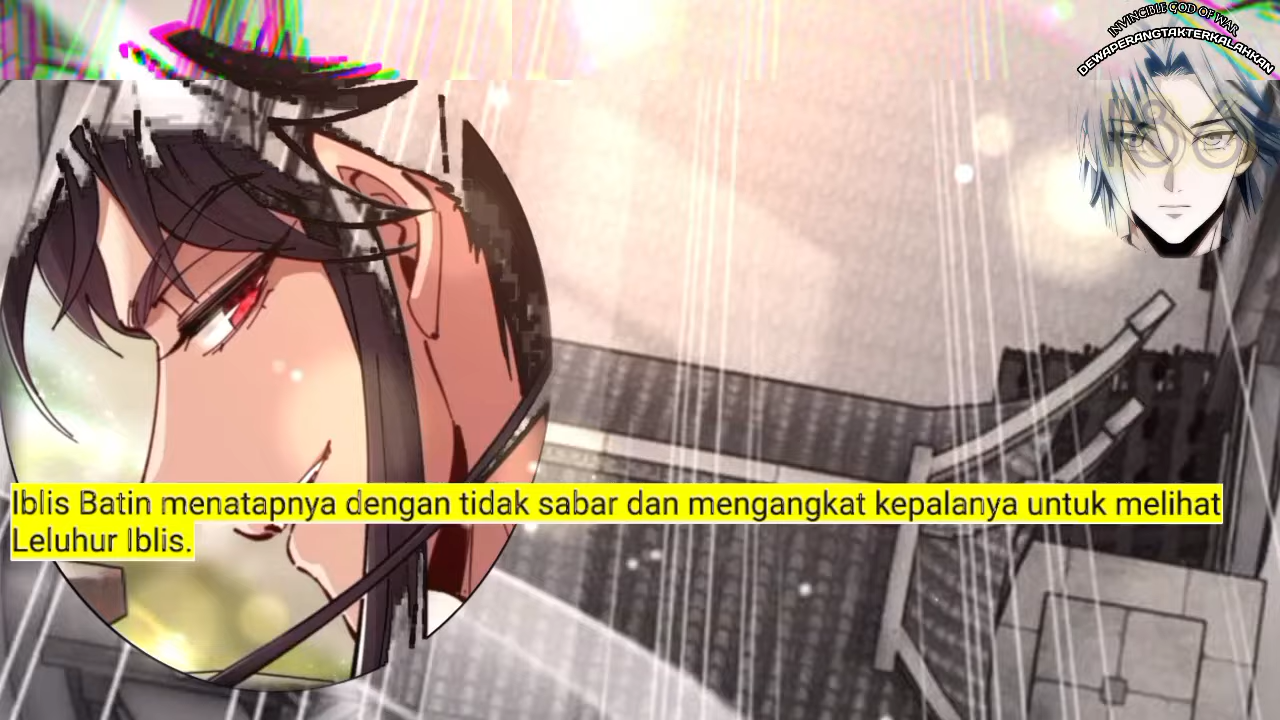 INVINCIBLE GOD OF WAR
DEWAPERANGTAKTERKALAHKAN
Iblis Batin menatapnya dengan tidak sabar dan mengangkat kepalanya untuk melihat
Leluhur Iblis.